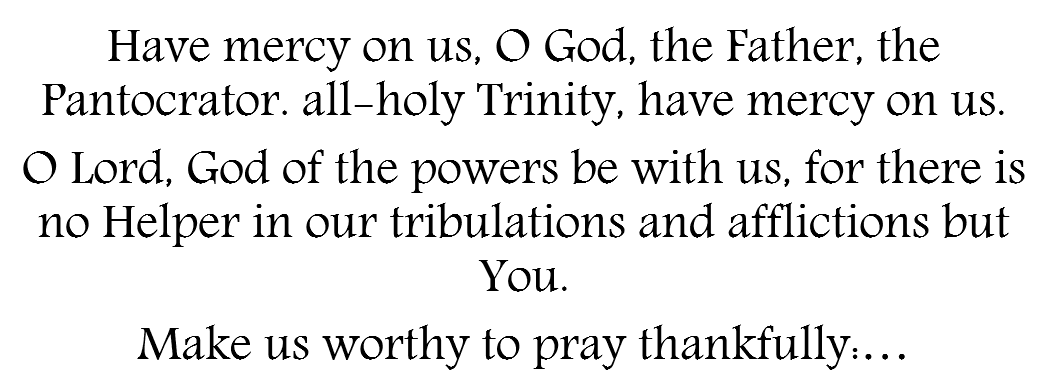 Have mercy on us, O God, the Father, the
Pantocrator. all-holy Trinity, have mercy on us.
O Lord, God of the powers be with us, for there is
no Helper in our tribulations and afflictions but
You.
Make us worthy to pray thankfully:…